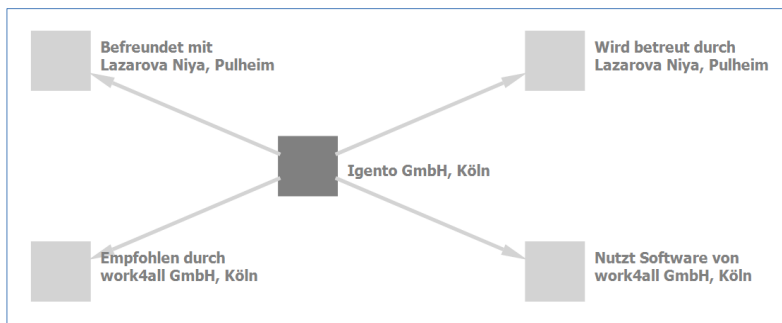 Befreundet mit
Lazarova Niya, Pulheim
Wird betreut durch
Lazarova Niya, Pulheim
Igento GmbH, Köln
Empfohlen durch
work4all GmbH, Köln
Nutzt Software von
work4all GmbH, Köln